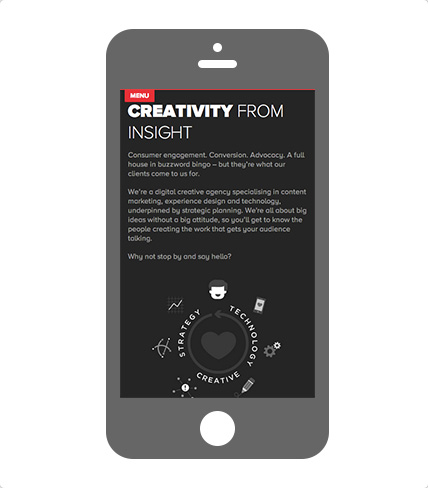 MENU
CREATIVITY FROM
INSIGHT
Consumer engagement. Conversion. Advocacy. A full
house in buzzword bingo – but they're what our
clients come to us for.
We're a digital creative agency specialising in content
marketing, experience design and technology,
underpinned by strategic planning. We're all about big
ideas without a big attitude, so you'll get to know the
people creating the work that gets your audience
talking.
Why not stop by and say hello?
STRATEGY
TECHNOLOGY
CREATIVE